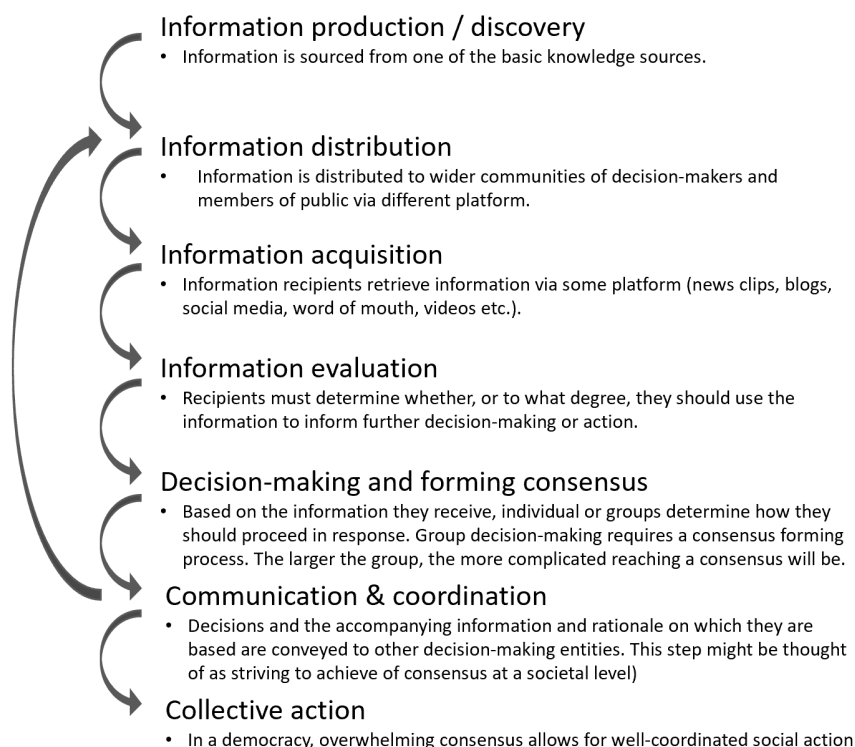 Information production / discovery
• Information is sourced from one of the basic knowledge sources.
Information distribution
• Information is distributed to wider communities of decision-makers and
members of public via different platform.
Information acquisition
• Information recipients retrieve information via some platform (news clips, blogs,
social media, word of mouth, videos etc.).
Information evaluation
• Recipients must determine whether, or to what degree, they should use the
information to inform further decision-making or action.
Decision-making and forming consensus
• Based on the information they receive, individual or groups determine how they
should proceed in response. Group decision-making requires a consensus forming
process. The larger the group, the more complicated reaching a consensus will be.
Communication & coordination
• Decisions and the accompanying information and rationale on which they are
based are conveyed to other decision-making entities. This step might be thought
of as striving to achieve of consensus at a societal level)
Collective action
• In a democracy, overwhelming consensus allows for well-coordinated social action